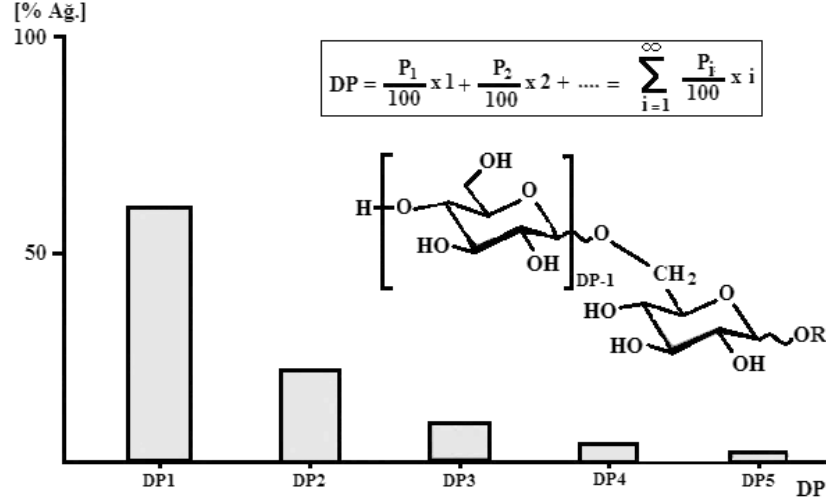 [% Ağ.]
100
50
DP = P1/100 x 1 + P2/100 x 2 + .... = ∞ Σ i=1 Pi/100 x i
OH
H
O
O
HO
OH
DP-1
O
CH2
O
HO
HO
OH
OR
DP1 DP2 DP3 DP4 DP5
DP